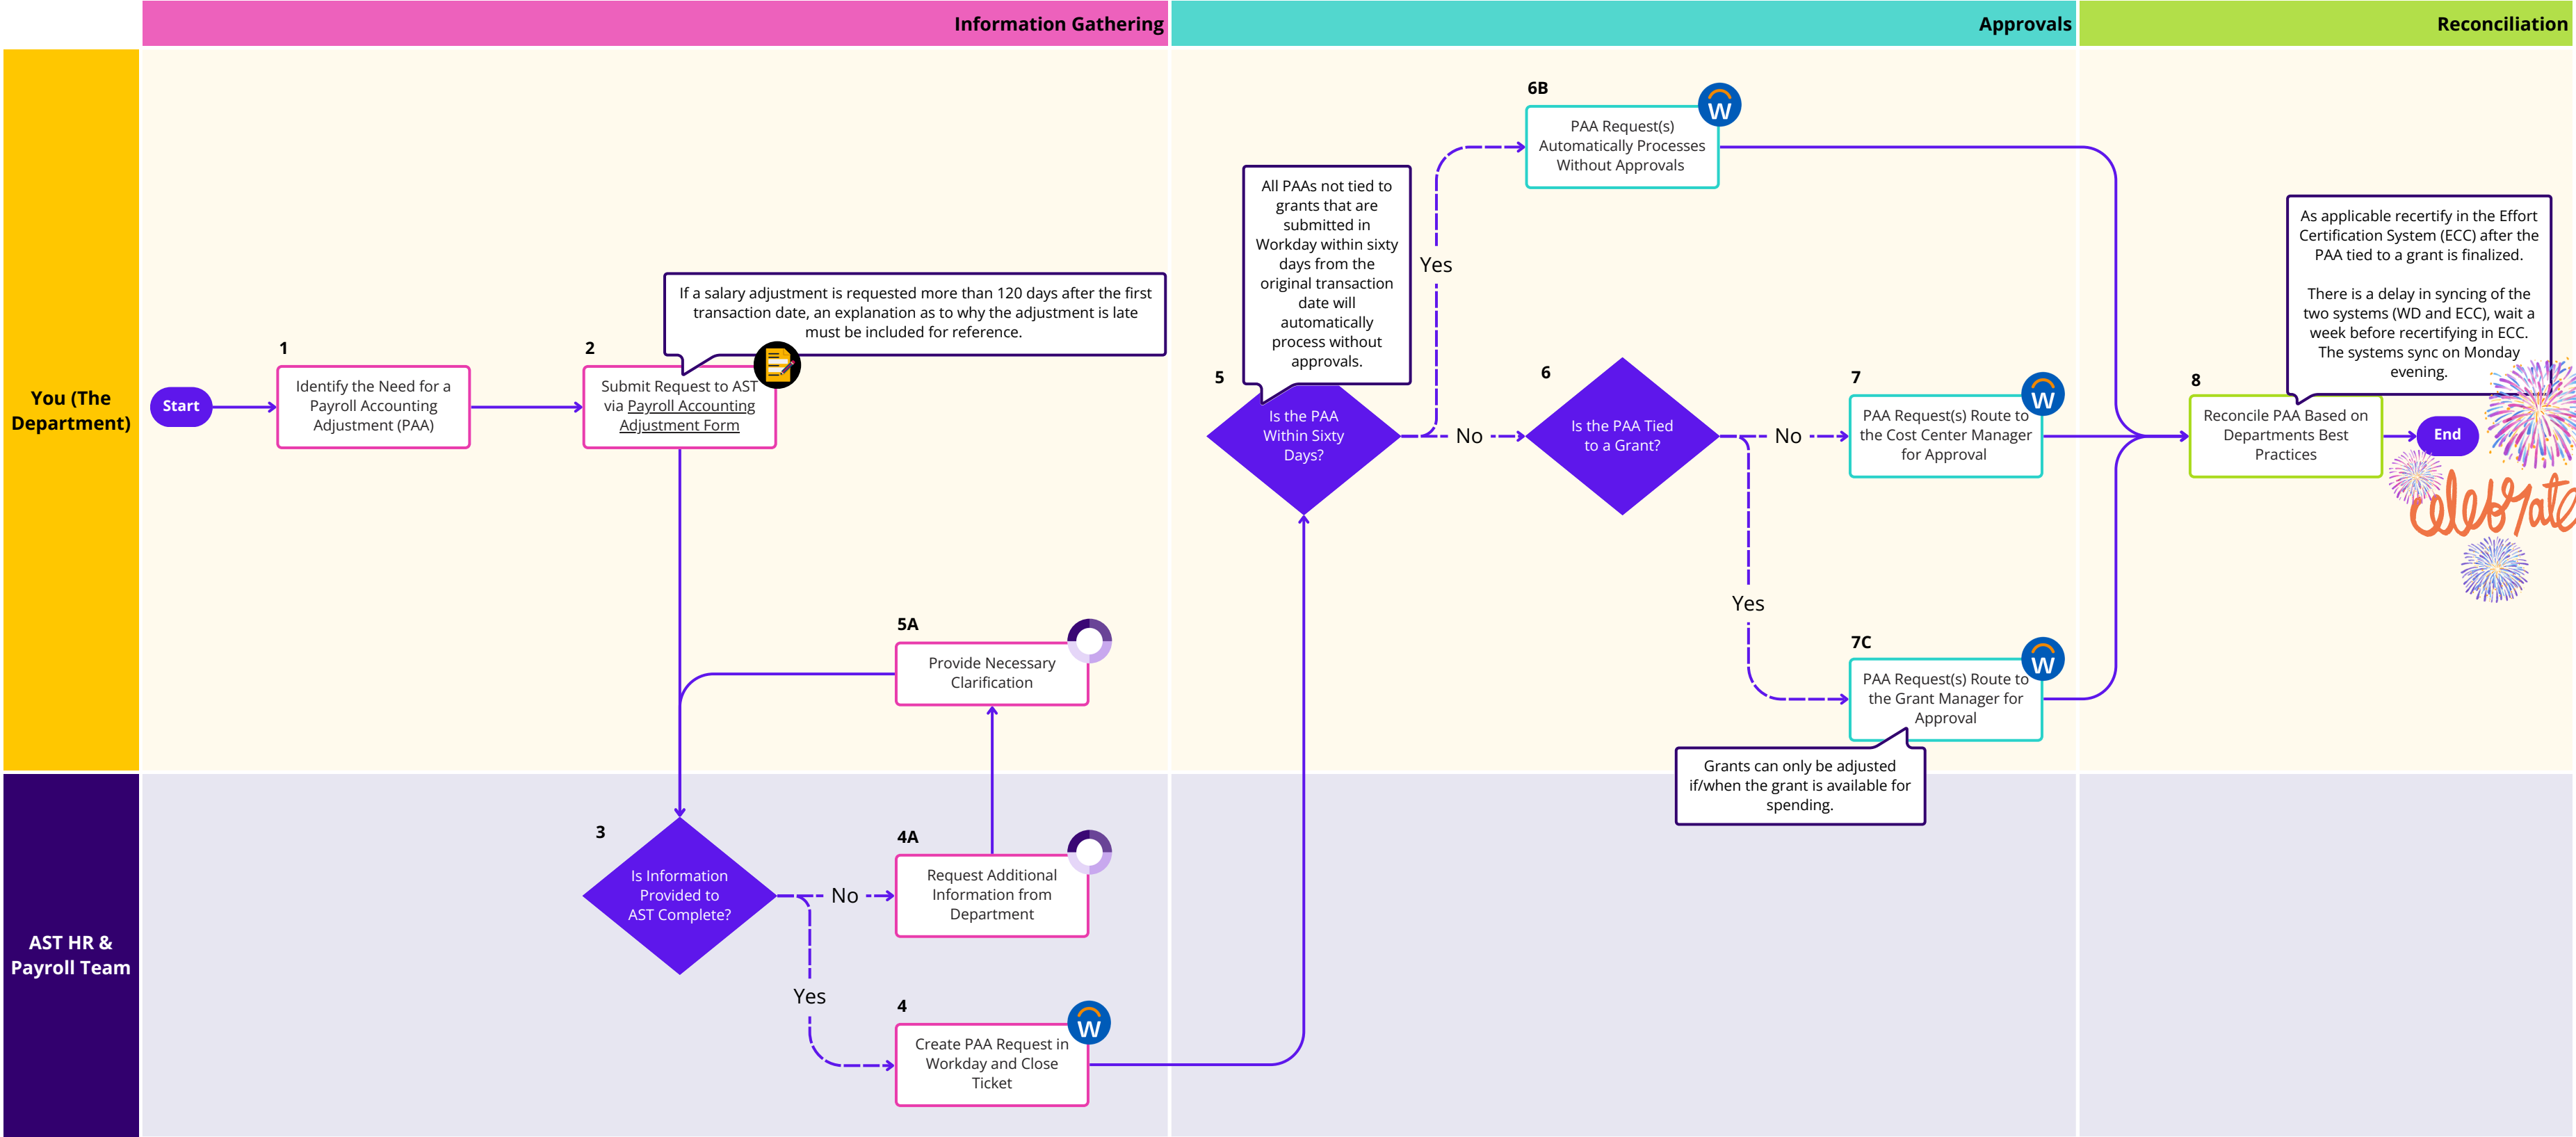 Information Gathering
Approvals
Reconciliation
You (The
Department)
Start
1
Identify the Need for a
Payroll Accounting
Adjustment (PAA)
2
Submit Request to AST
via Payroll Accounting
Adjustment Form
If a salary adjustment is requested more than 120 days after the first
transaction date, an explanation as to why the adjustment is late
must be included for reference.
5A
Provide Necessary
Clarification
5
Is the PAA
Within Sixty
Days?
All PAAs not tied to
grants that are
submitted in
Workday within sixty
days from the
original transaction
date will
automatically
process without
approvals.
Yes
No
6B
PAA Request(s)
Automatically Processes
Without Approvals
W
6
Is the PAA Tied
to a Grant?
No
Yes
7
PAA Request(s) Route to
the Cost Center Manager
for Approval
W
7C
PAA Request(s) Route to
the Grant Manager for
Approval
W
Grants can only be adjusted
if/when the grant is available for
spending.
8
Reconcile PAA Based on
Departments Best
Practices
As applicable recertify in the Effort
Certification System (ECC) after the
PAA tied to a grant is finalized.
There is a delay in syncing of the
two systems (WD and ECC), wait a
week before recertifying in ECC.
The systems sync on Monday
evening.
End
Celebrate
AST HR &
Payroll Team
3
Is Information
Provided to
AST Complete?
No
Yes
4A
Request Additional
Information from
Department
4
Create PAA Request in
Workday and Close
Ticket
W